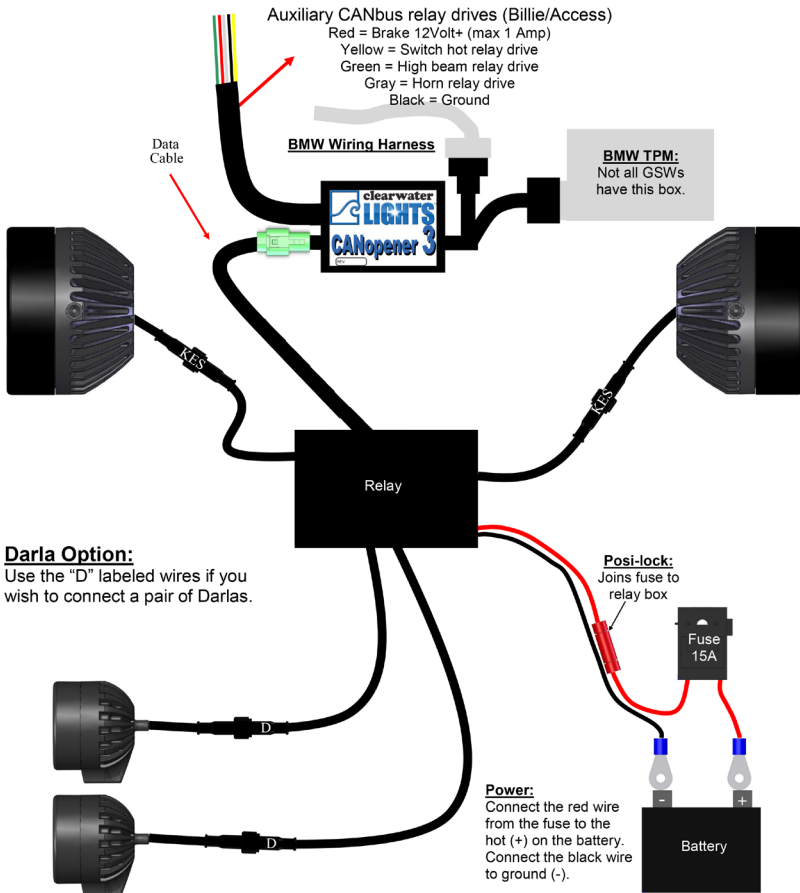 Auxiliary CANbus relay drives (Billie/Access)
Red = Brake 12Volt+ (max 1 Amp)
Yellow = Switch hot relay drive
Green = High beam relay drive
Gray = Horn relay drive
Black = Ground
Data
Cable
BMW Wiring Harness
BMW TPM:
Not all GSWs
have this box.
clearwater
LIGHTS
CANopener 3
REV
KES
KES
Relay
Darla Option:
Use the “D” labeled wires if you
wish to connect a pair of Darlas.
Posi-lock:
Joins fuse to
relay box
Fuse
15A
D
D
Power:
Connect the red wire
from the fuse to the
hot (+) on the battery.
Connect the black wire
to ground (-).
- +
Battery